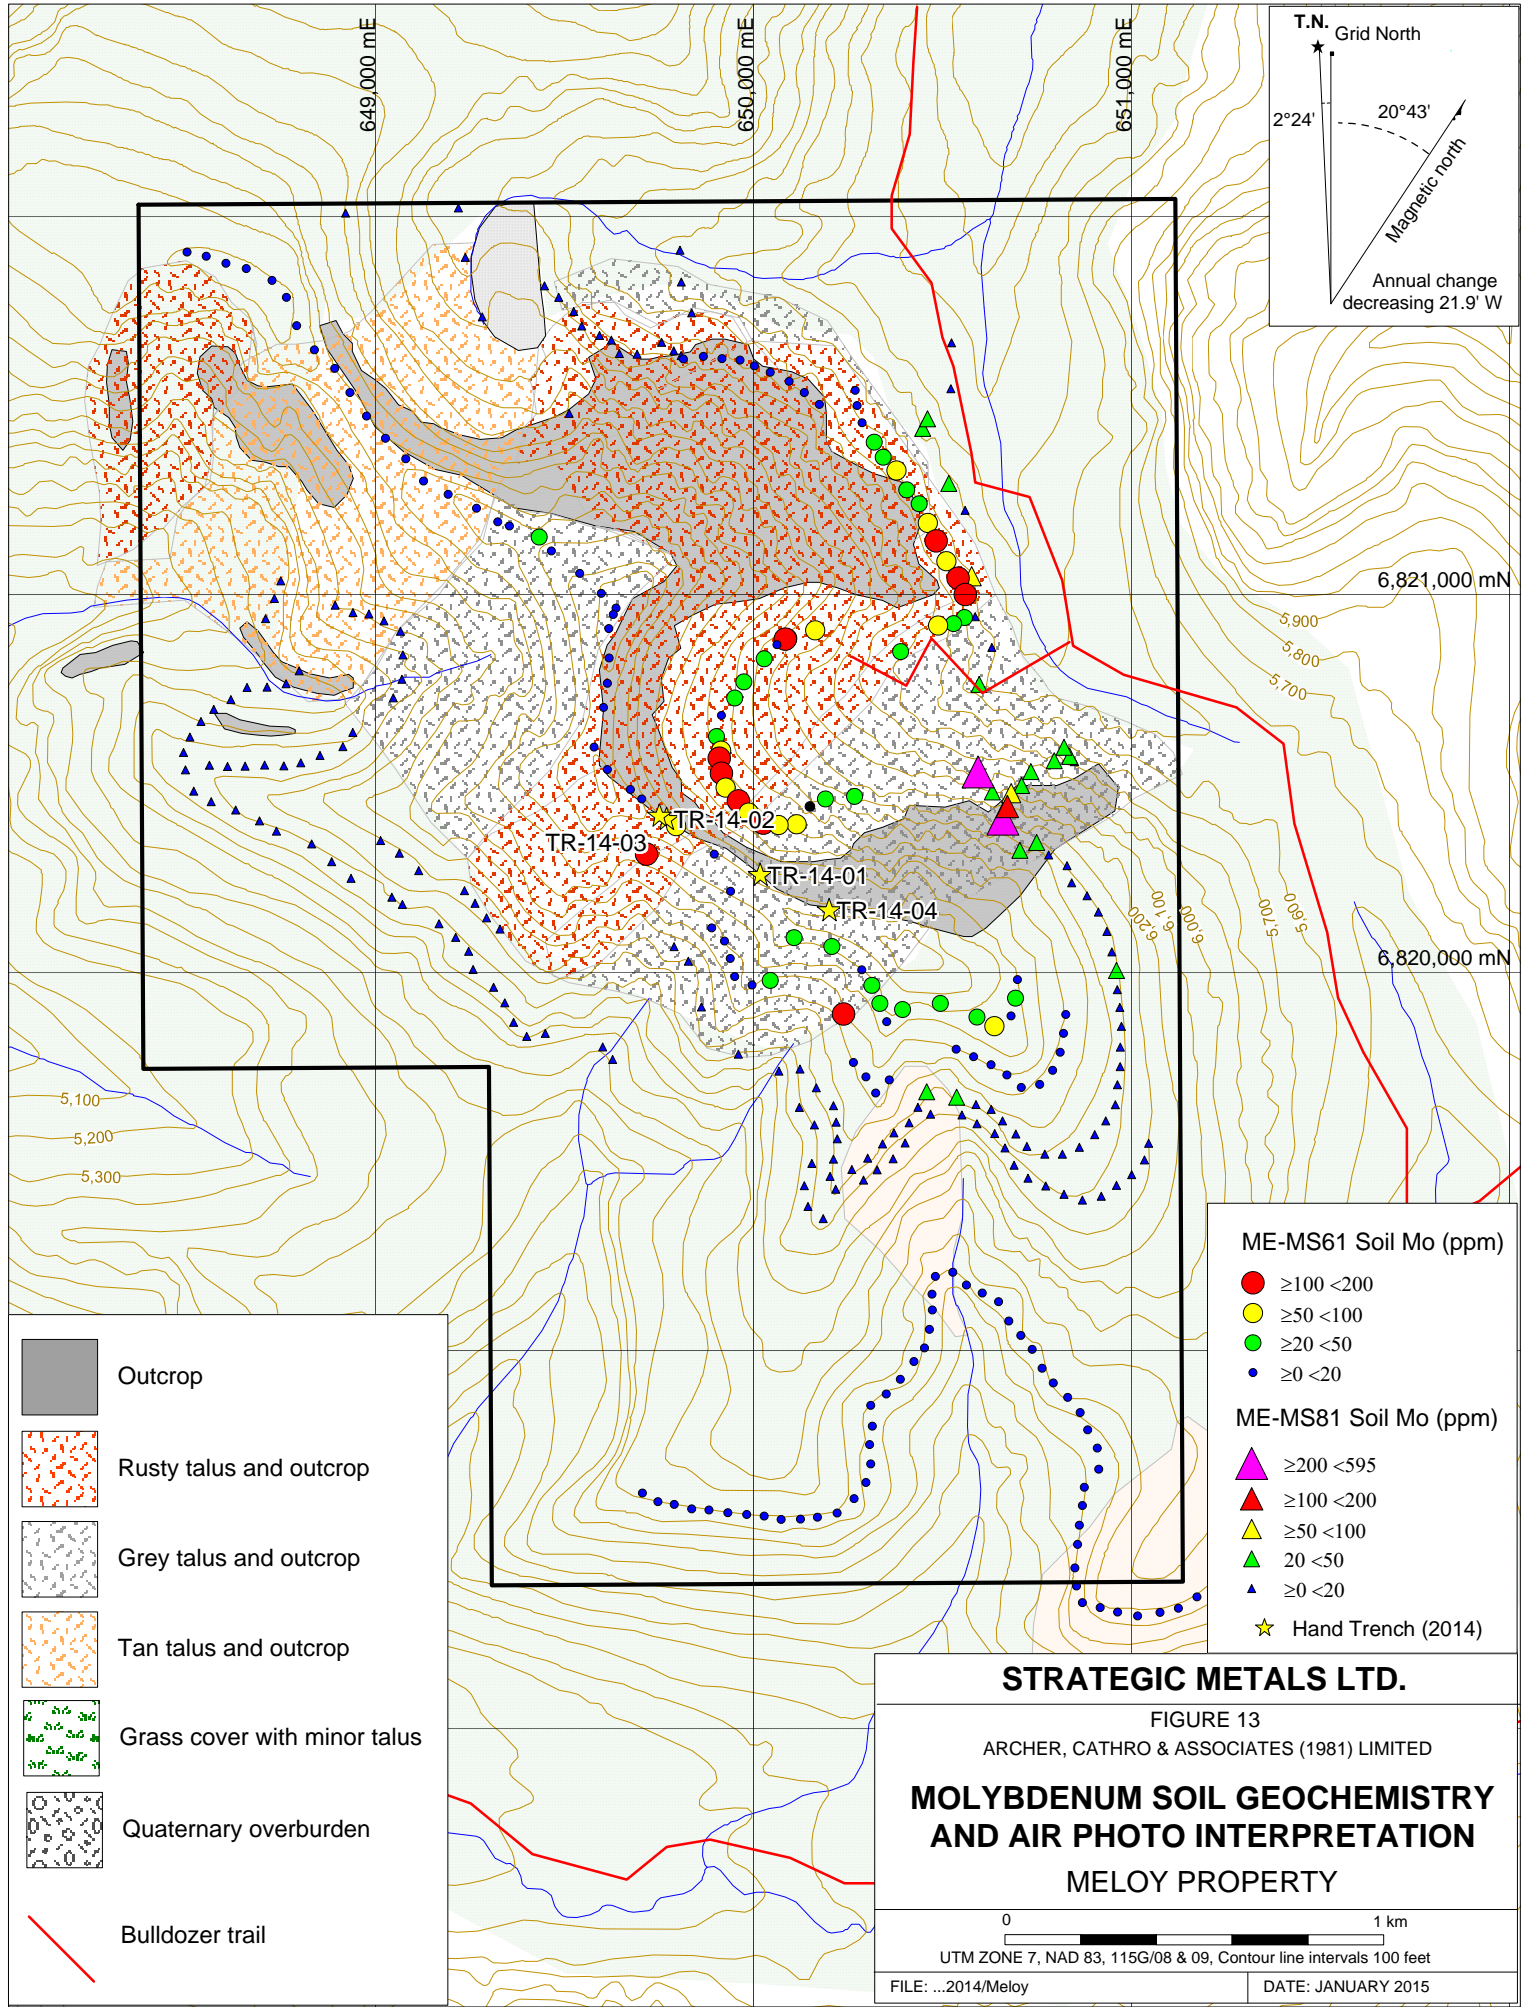 649,000 mE
650,000 mE
651,000 mE
T.N.
Grid North
2°24'
20°43'
Magnetic north
Annual change
decreasing 21.9' W
6,821,000 mN
5,900
5,800
5,700
TR-14-02
TR-14-03
TR-14-01
TR-14-04
6,200
6,100
6,000
5,700
5,600
6,820,000 mN
5,100
5,200
5,300
ME-MS61 Soil Mo (ppm)
≥100 <200
≥50 <100
≥20 <50
≥0 <20
ME-MS81 Soil Mo (ppm)
≥200 <595
≥100 <200
≥50 <100
20 <50
≥0 <20
Hand Trench (2014)
Outcrop
Rusty talus and outcrop
Grey talus and outcrop
Tan talus and outcrop
Grass cover with minor talus
Quaternary overburden
Bulldozer trail
STRATEGIC METALS LTD.
FIGURE 13
ARCHER, CATHRO & ASSOCIATES (1981) LIMITED
MOLYBDENUM SOIL GEOCHEMISTRY
AND AIR PHOTO INTERPRETATION
MELOY PROPERTY
0
1 km
UTM ZONE 7, NAD 83, 115G/08 & 09, Contour line intervals 100 feet
FILE: ...2014/Meloy
DATE: JANUARY 2015